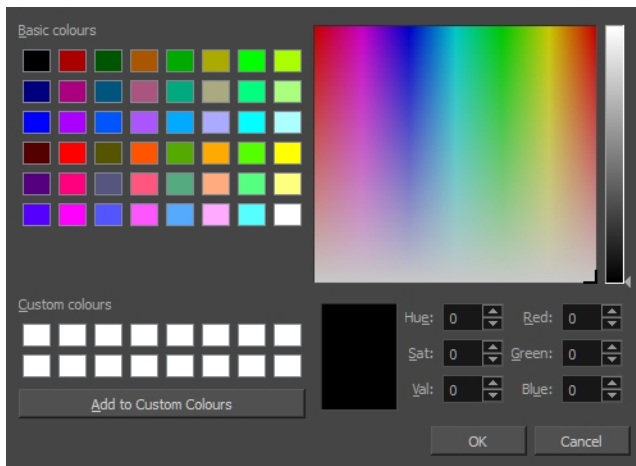 Basic colours
Custom colours
Add to Custom Colours
Hue: 0 Red: 0
Sat: 0 Green: 0
Val: 0 Blue: 0
OK Cancel